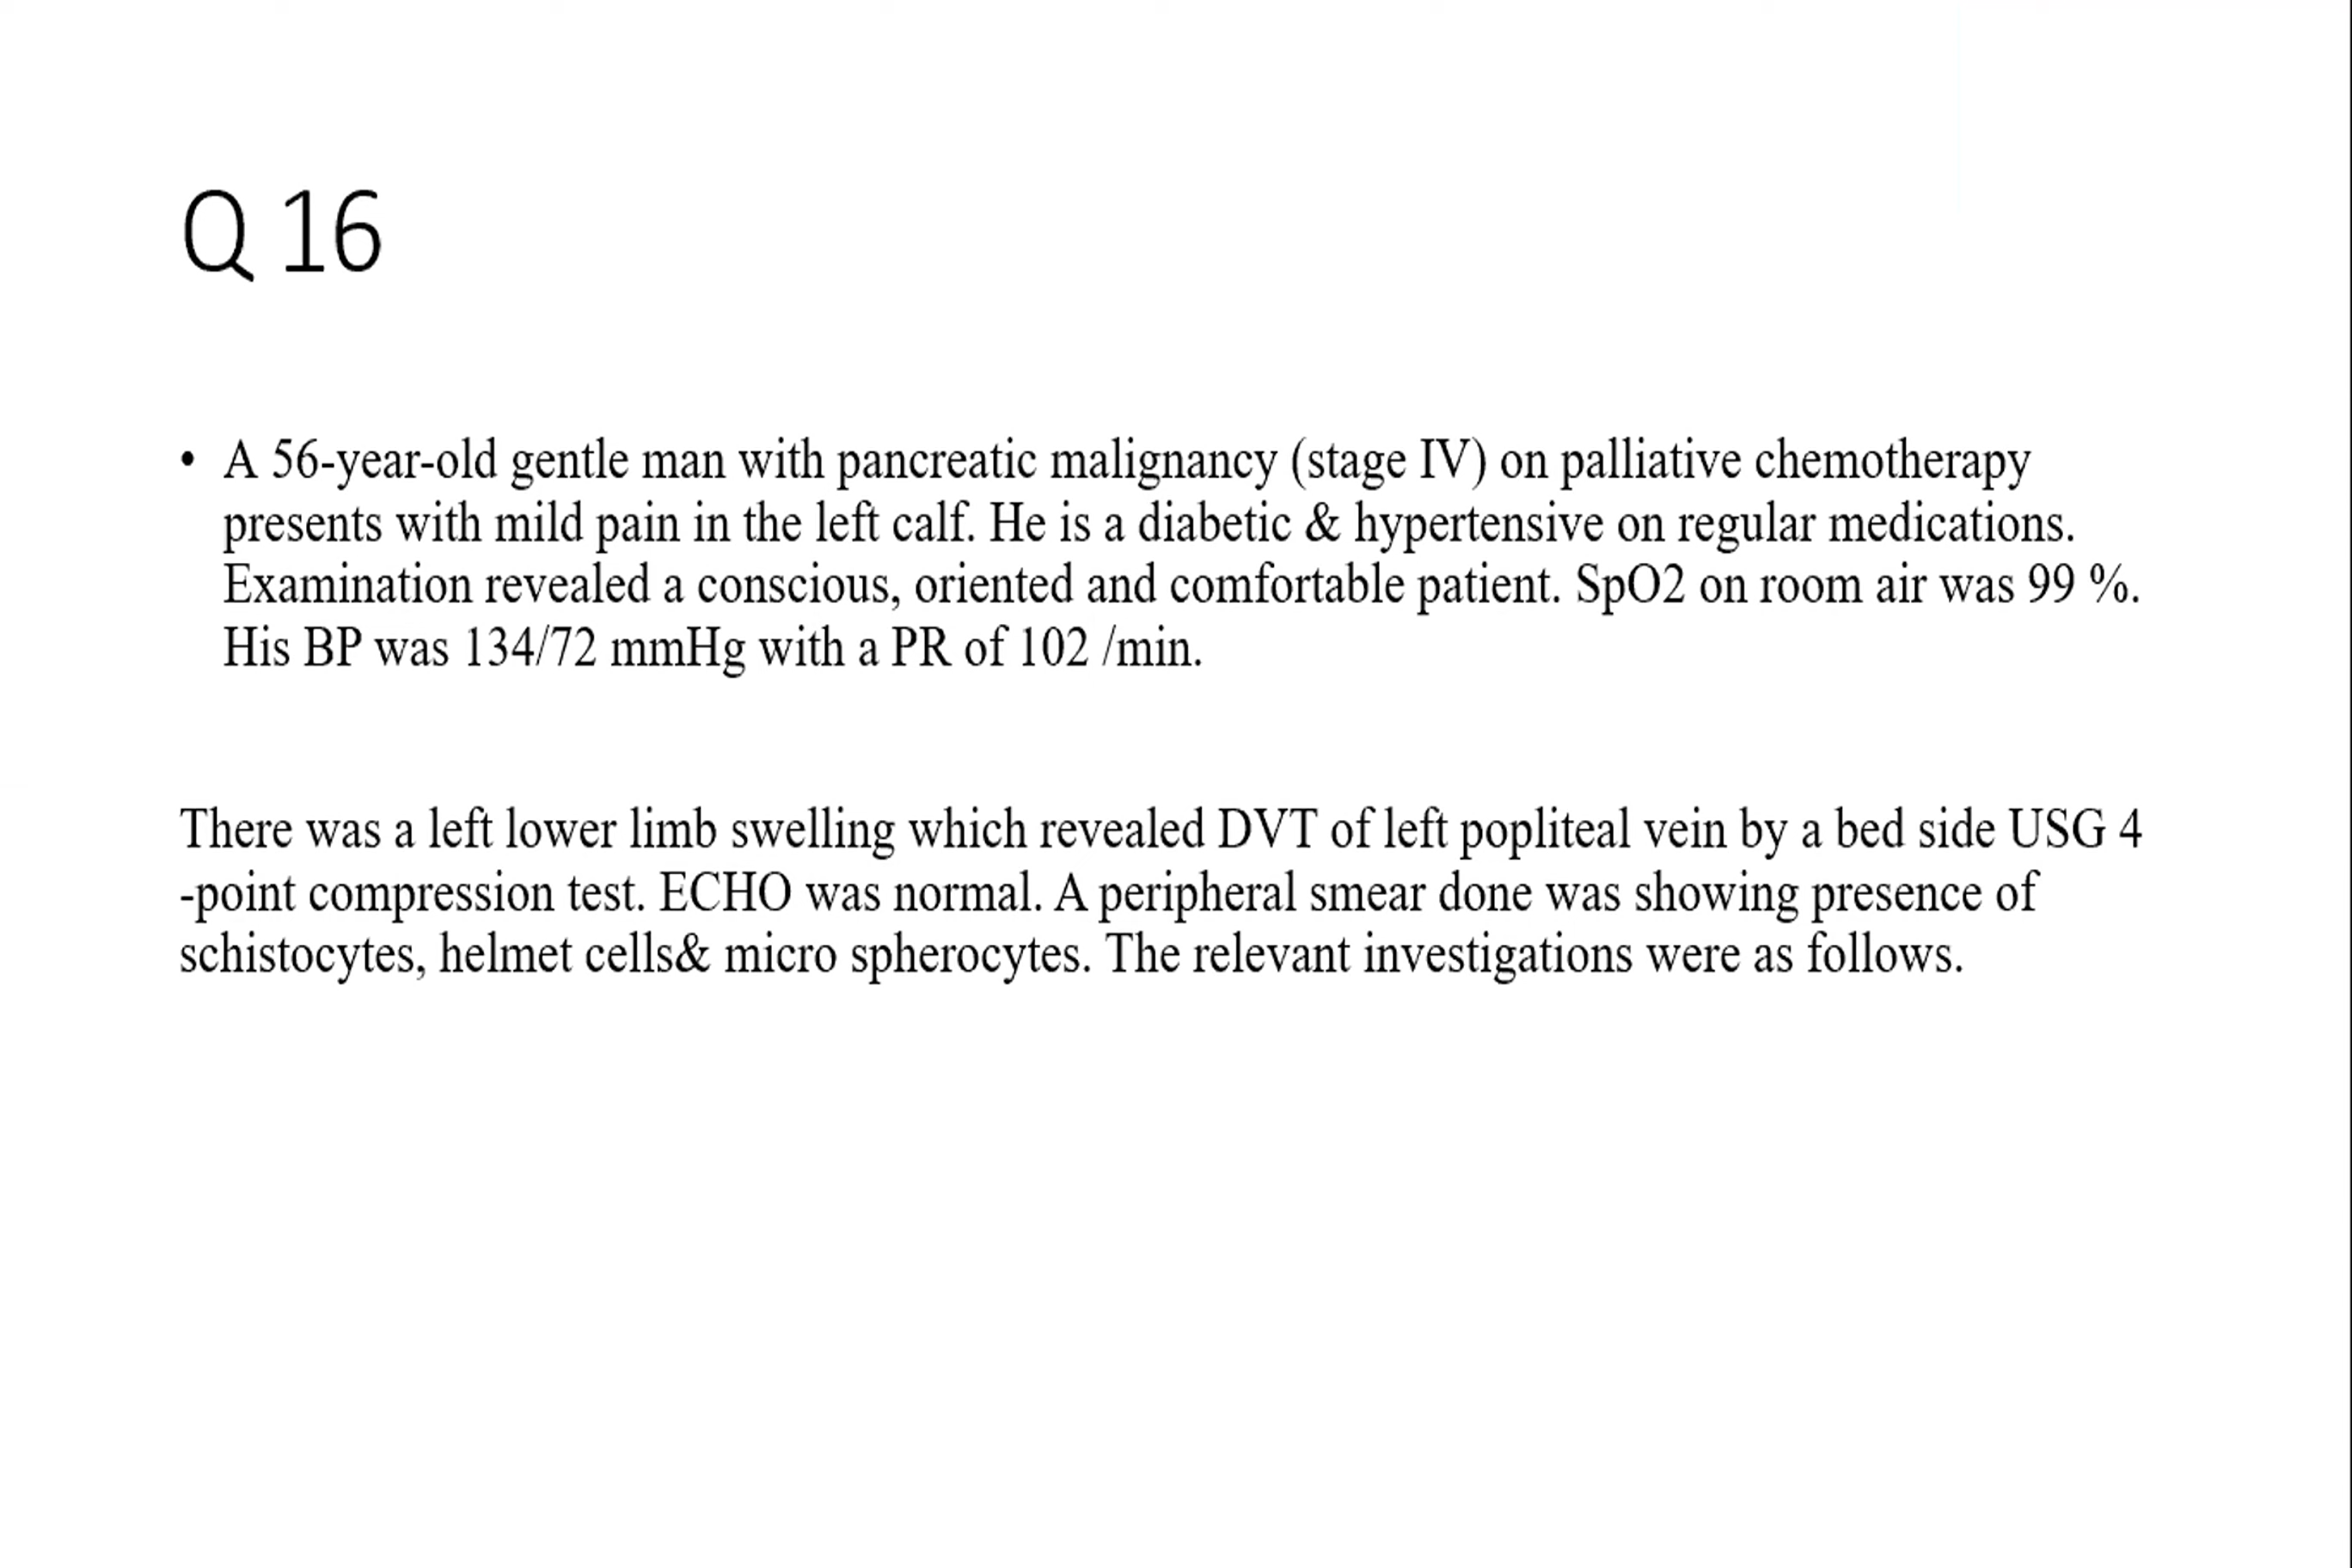 Q 16
• A 56-year-old gentle man with pancreatic malignancy (stage IV) on palliative chemotherapy
presents with mild pain in the left calf. He is a diabetic & hypertensive on regular medications.
Examination revealed a conscious, oriented and comfortable patient. SpO2 on room air was 99 %.
His BP was 134/72 mmHg with a PR of 102 /min.
There was a left lower limb swelling which revealed DVT of left popliteal vein by a bed side USG 4
-point compression test. ECHO was normal. A peripheral smear done was showing presence of
schistocytes, helmet cells& micro spherocytes. The relevant investigations were as follows.